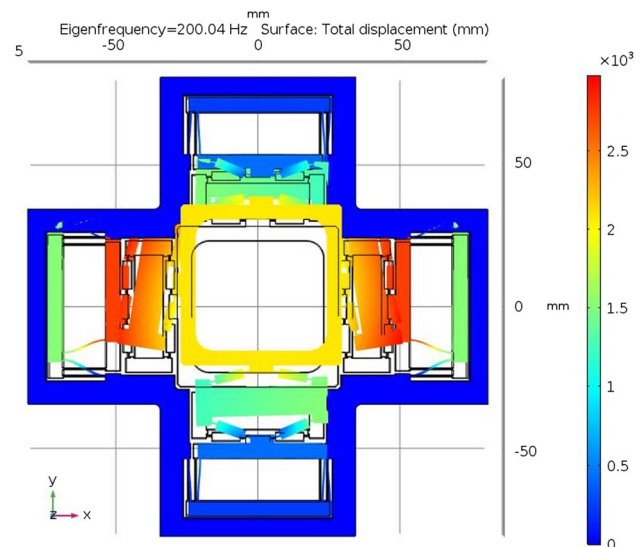 mm
Eigenfrequency=200.04 Hz Surface: Total displacement (mm)
5 -50 0 50
×10³
2.5
50
2
0 mm
1.5
1
-50
0.5
y
z x
0